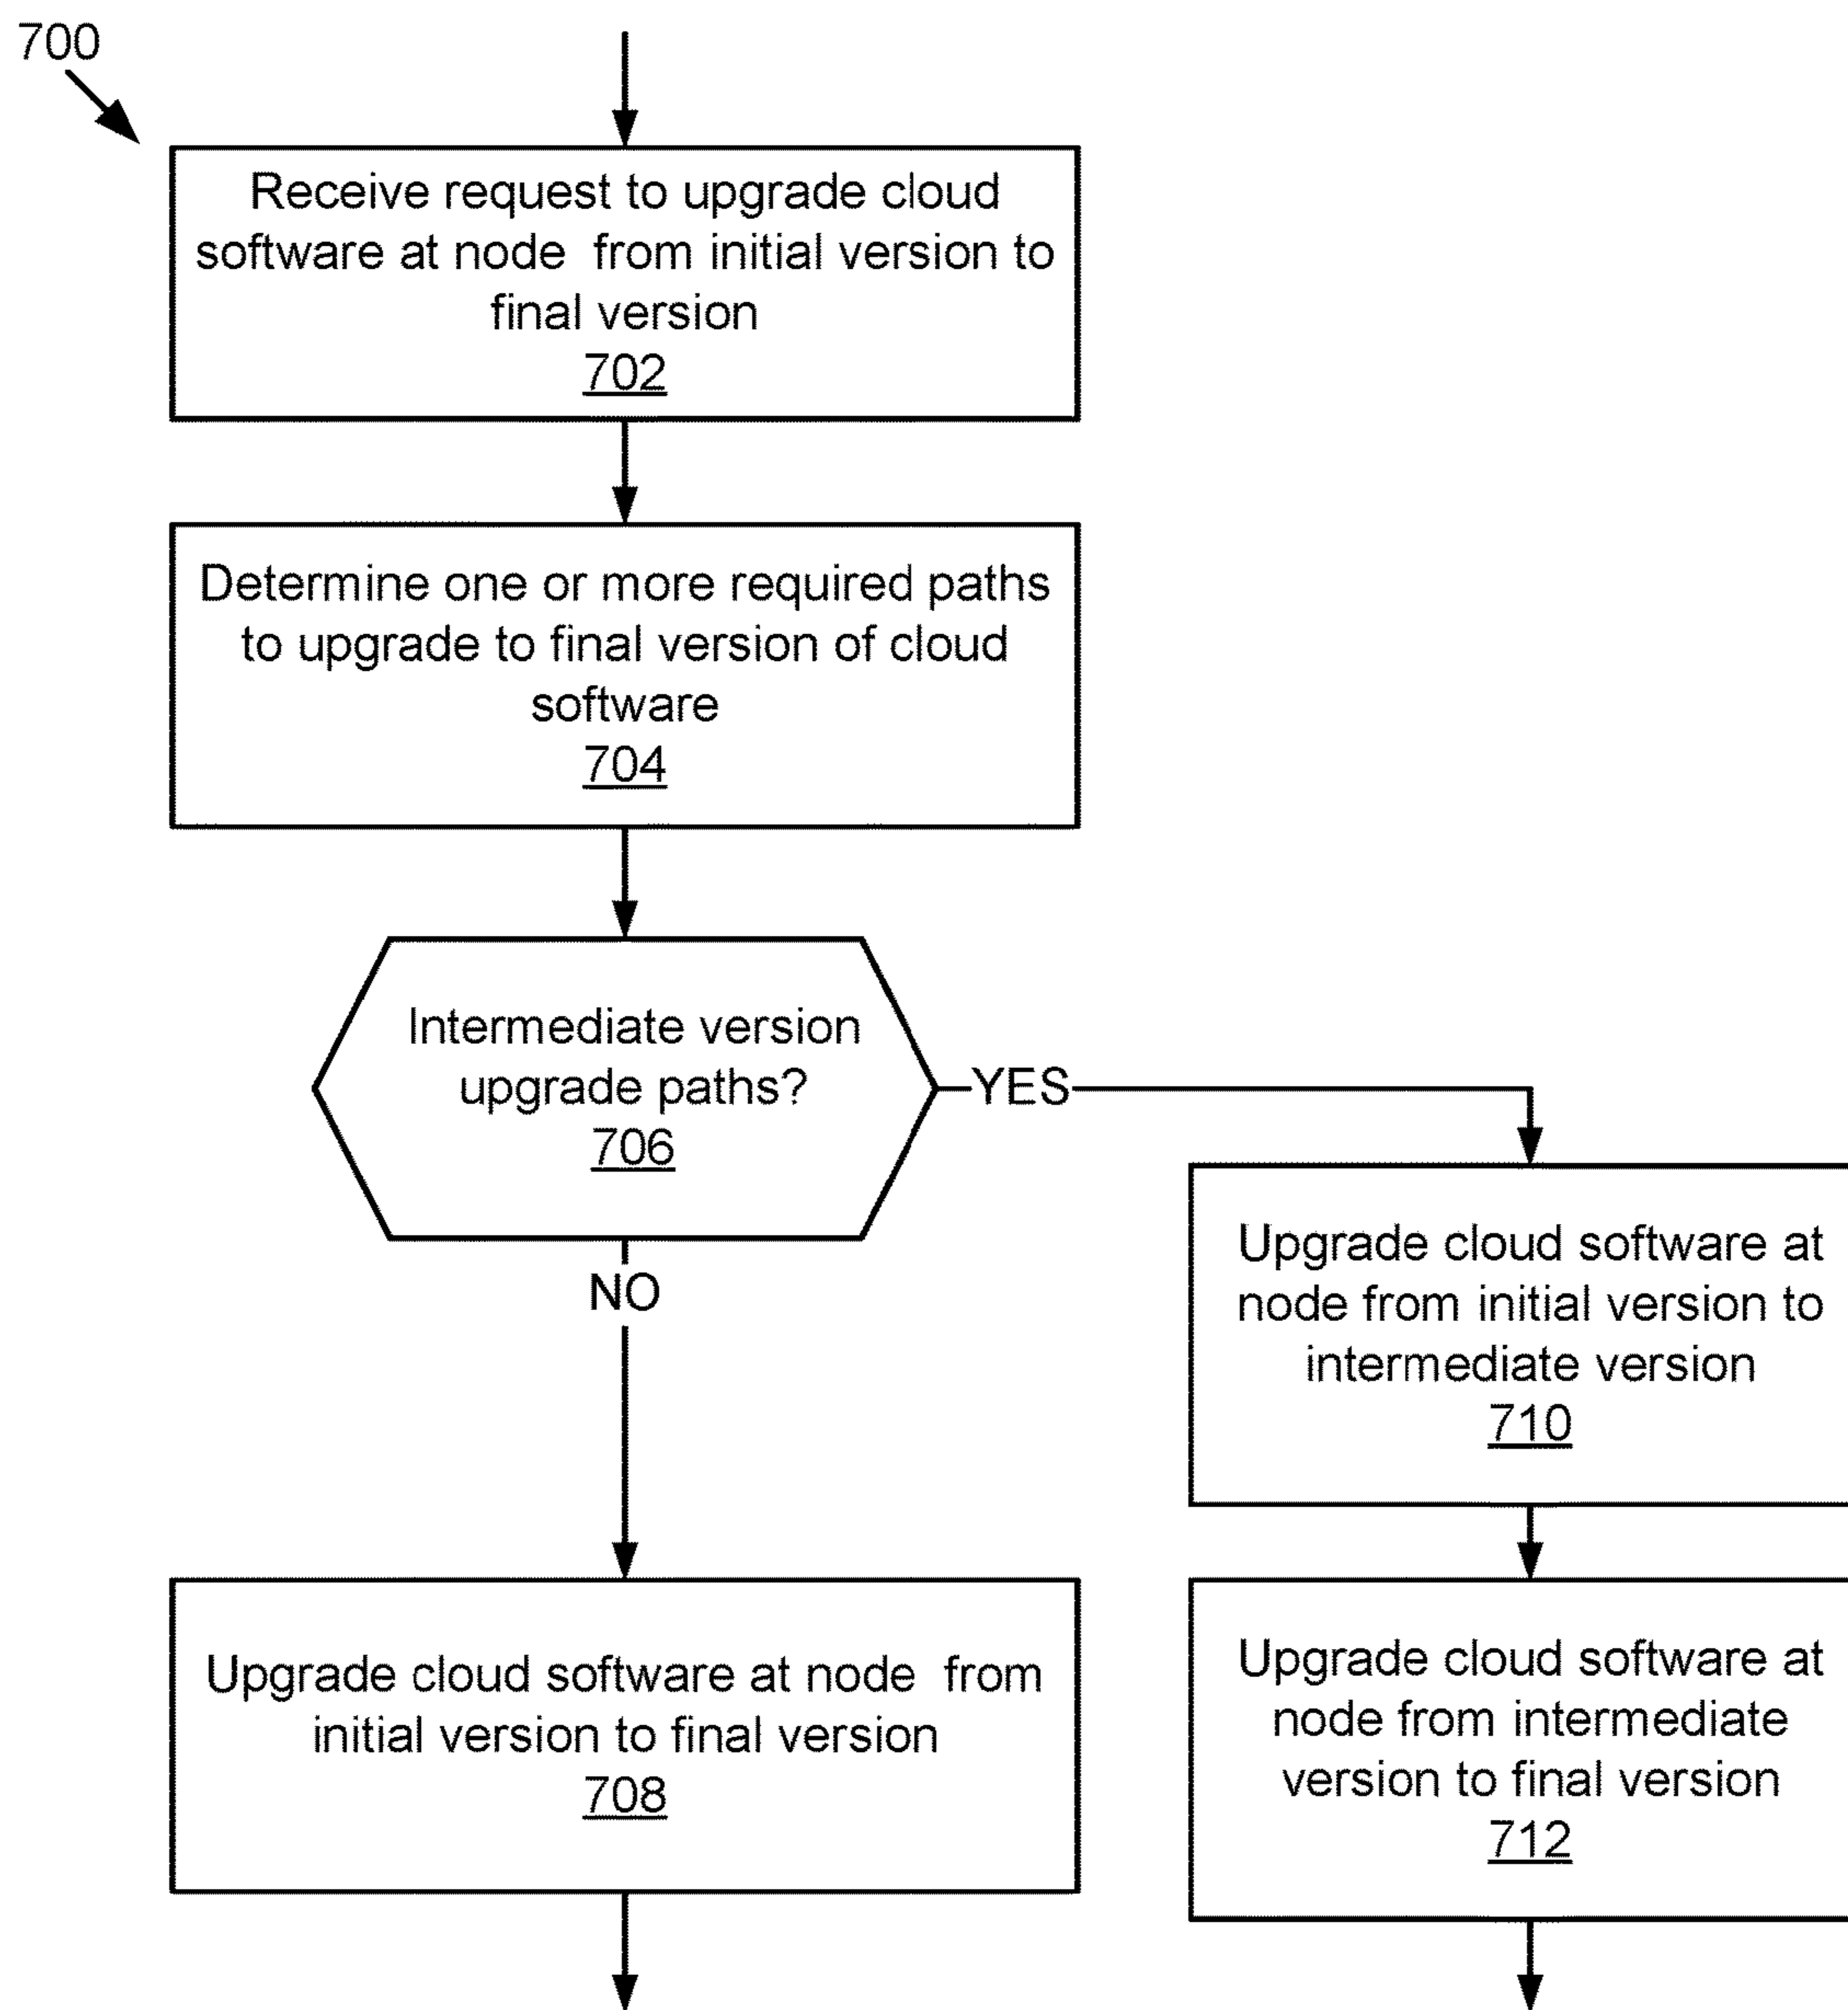 700
Receive request to upgrade cloud
software at node from initial version to
final version
702
Determine one or more required paths
to upgrade to final version of cloud
software
704
Intermediate version
upgrade paths?
706
YES
NO
Upgrade cloud software at
node from initial version to
intermediate version
710
Upgrade cloud software at node from
initial version to final version
708
Upgrade cloud software at
node from intermediate
version to final version
712